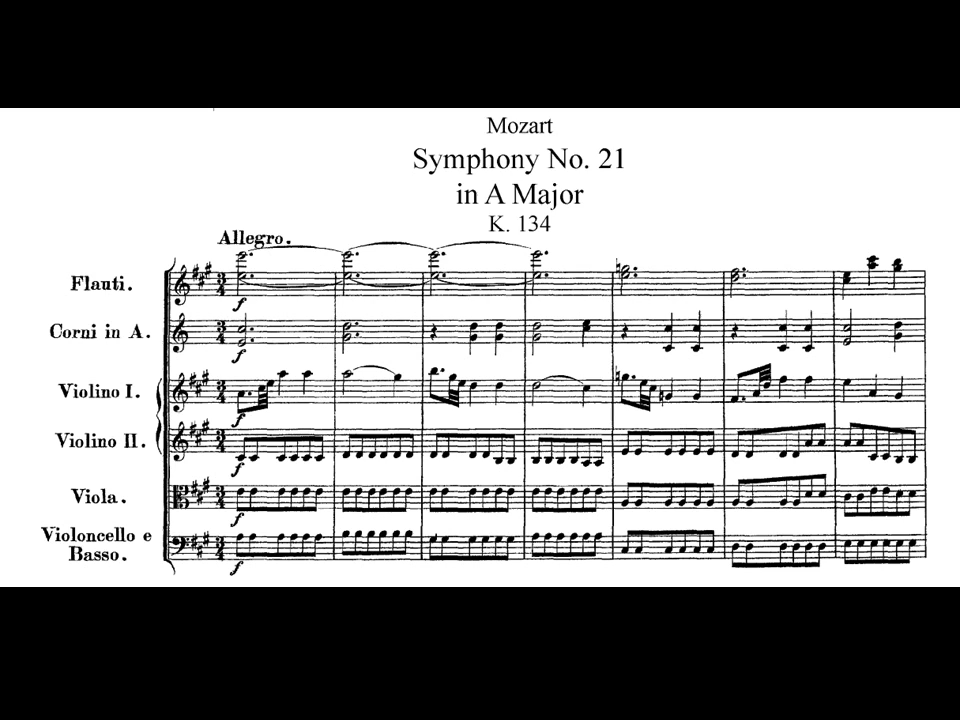 Mozart
Symphony No. 21
in A Major
K. 134
Allegro.
Flauti.
f
Corni in A.
f
Violino I.
f
Violino II.
f
Viola.
f
Violoncello e
Basso.
f